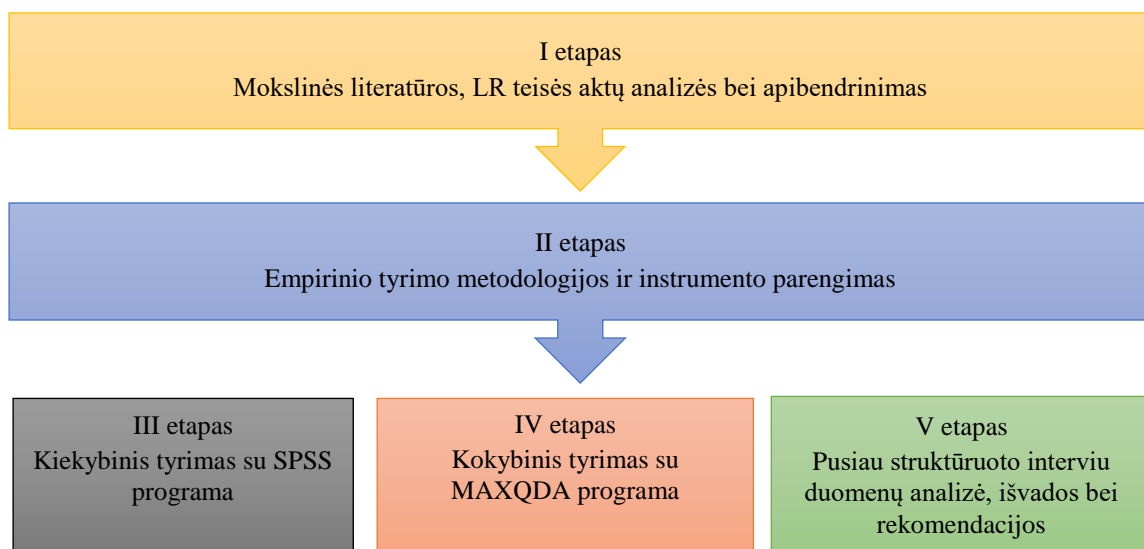 I etapas
Mokslinės literatūros, LR teisės aktų analizės bei apibendrinimas
II etapas
Empirinio tyrimo metodologijos ir instrumento parengimas
III etapas
Kiekybinis tyrimas su SPSS
programa
IV etapas
Kokybinis tyrimas su
MAXQDA programa
V etapas
Pusiau struktūruoto interviu
duomenų analizė, išvados bei
rekomendacijos